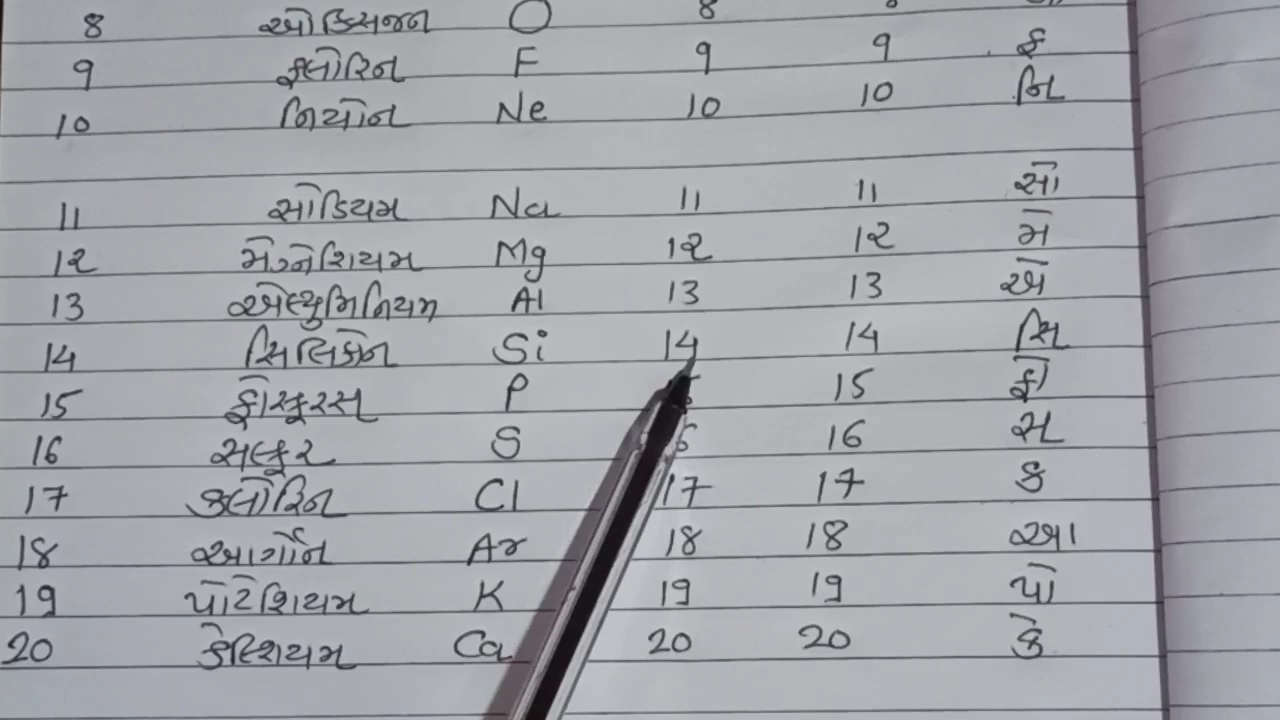 8 ઓક્સિજન O 8
9 ફ્લોરિન F 9 9 ફ
10 નિયોન Ne 10 10 નિ
11 સોડિયમ Na 11 11 સો
12 મેગ્નેશિયમ Mg 12 12 મે
13 એલ્યુમિનિયમ Al 13 13 એ
14 સિલિકોન Si 14 14 સિ
15 ફોસ્ફરસ P 15 ફો
16 સલ્ફર S 6 16 સ
17 ક્લોરિન Cl 17 17 ક
18 આર્ગોન Ar 18 18 આ
19 પોટેશિયમ K 19 19 પો
20 કેલ્શિયમ Ca 20 20 કે